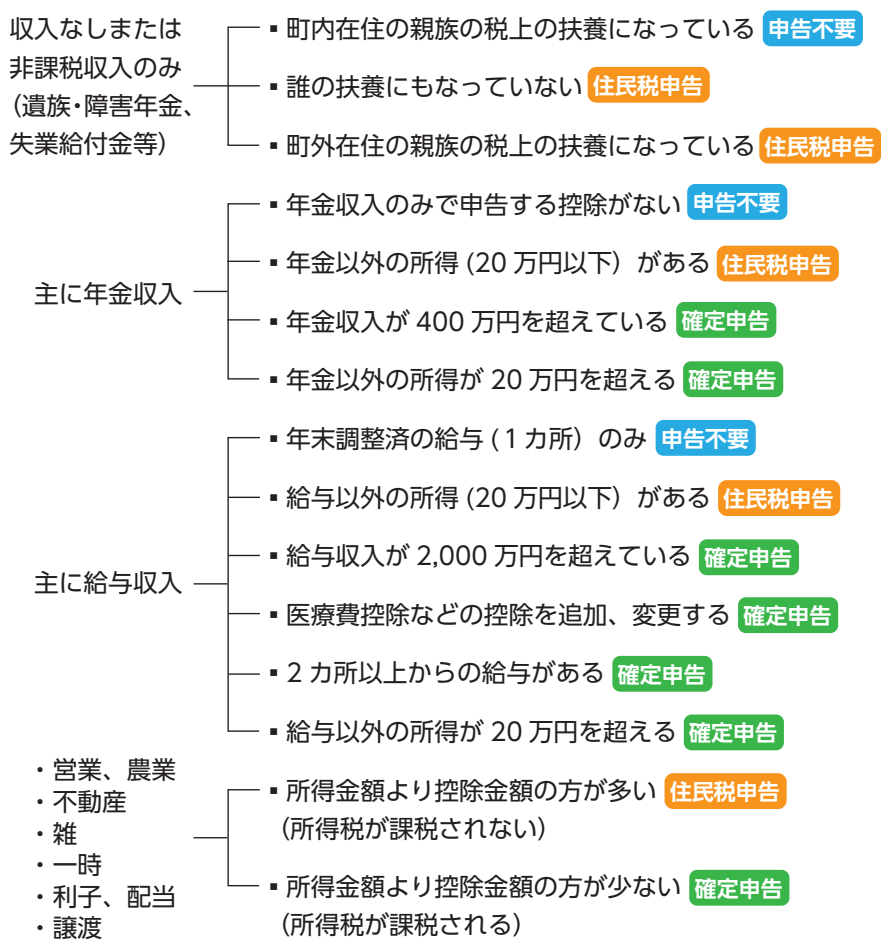 収入なしまたは
非課税収入のみ
（遺族・障害年金、
失業給付金等）
▪ 町内在住の親族の税上の扶養になっている 申告不要
▪ 誰の扶養にもなっていない 住民税申告
▪ 町外在住の親族の税上の扶養になっている 住民税申告
主に年金収入
▪ 年金収入のみで申告する控除がない 申告不要
▪ 年金以外の所得 (20 万円以下）がある 住民税申告
▪ 年金収入が 400 万円を超えている 確定申告
▪ 年金以外の所得が 20 万円を超える 確定申告
主に給与収入
▪ 年末調整済の給与 ( 1 カ所）のみ 申告不要
▪ 給与以外の所得 (20 万円以下）がある 住民税申告
▪ 給与収入が 2,000 万円を超えている 確定申告
▪ 医療費控除などの控除を追加、変更する 確定申告
▪ 2 カ所以上からの給与がある 確定申告
▪ 給与以外の所得が 20 万円を超える 確定申告
・営業、農業
・不動産
・雑
・一時
・利子、配当
・譲渡
▪ 所得金額より控除金額の方が多い 住民税申告
（所得税が課税されない）
▪ 所得金額より控除金額の方が少ない 確定申告
（所得税が課税される）